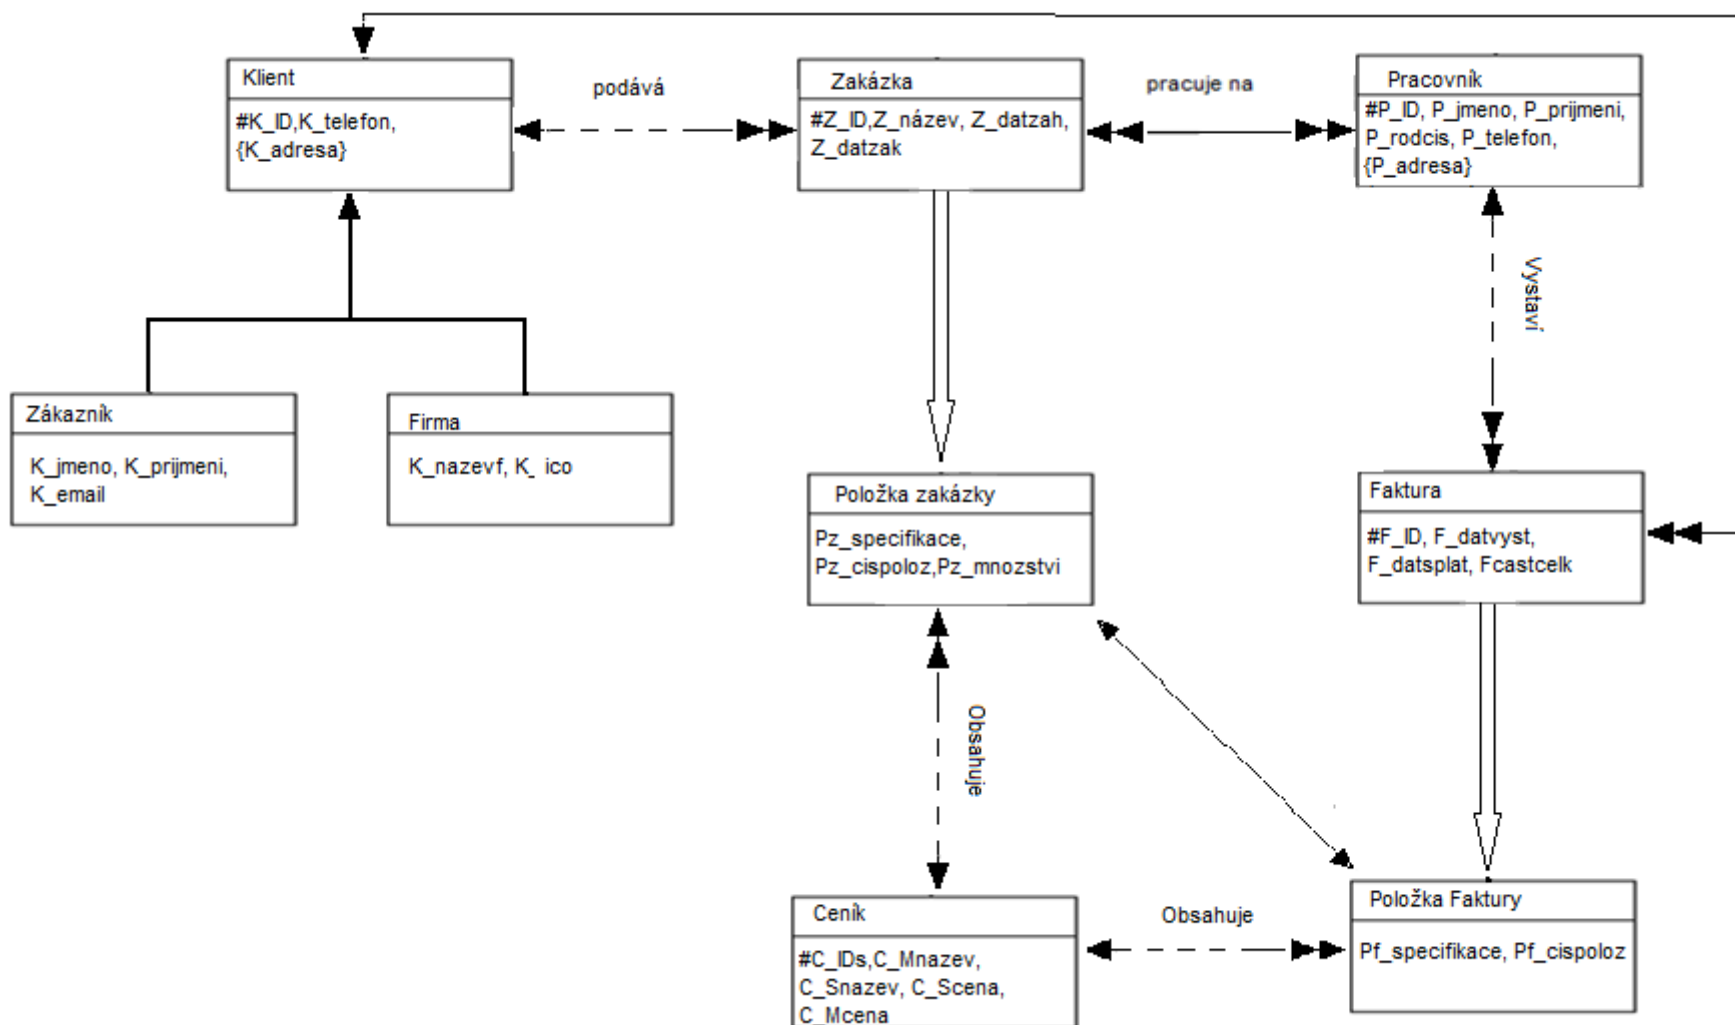 Klient
#K_ID,K_telefon,
{K_adresa}
podává
Zakázka
#Z_ID,Z_název, Z_datzah,
Z_datzak
pracuje na
Pracovník
#P_ID, P_jmeno, P_prijmeni,
P_rodcis, P_telefon,
{P_adresa}
Vystaví
Zákazník
K_jmeno, K_prijmeni,
K_email
Firma
K_nazevf, K_ ico
Položka zakázky
Pz_specifikace,
Pz_cispoloz,Pz_mnozstvi
Faktura
#F_ID, F_datvyst,
F_datsplat, Fcastcelk
Obsahuje
Ceník
#C_IDs,C_Mnazev,
C_Snazev, C_Scena,
C_Mcena
Obsahuje
Položka Faktury
Pf_specifikace, Pf_cispoloz